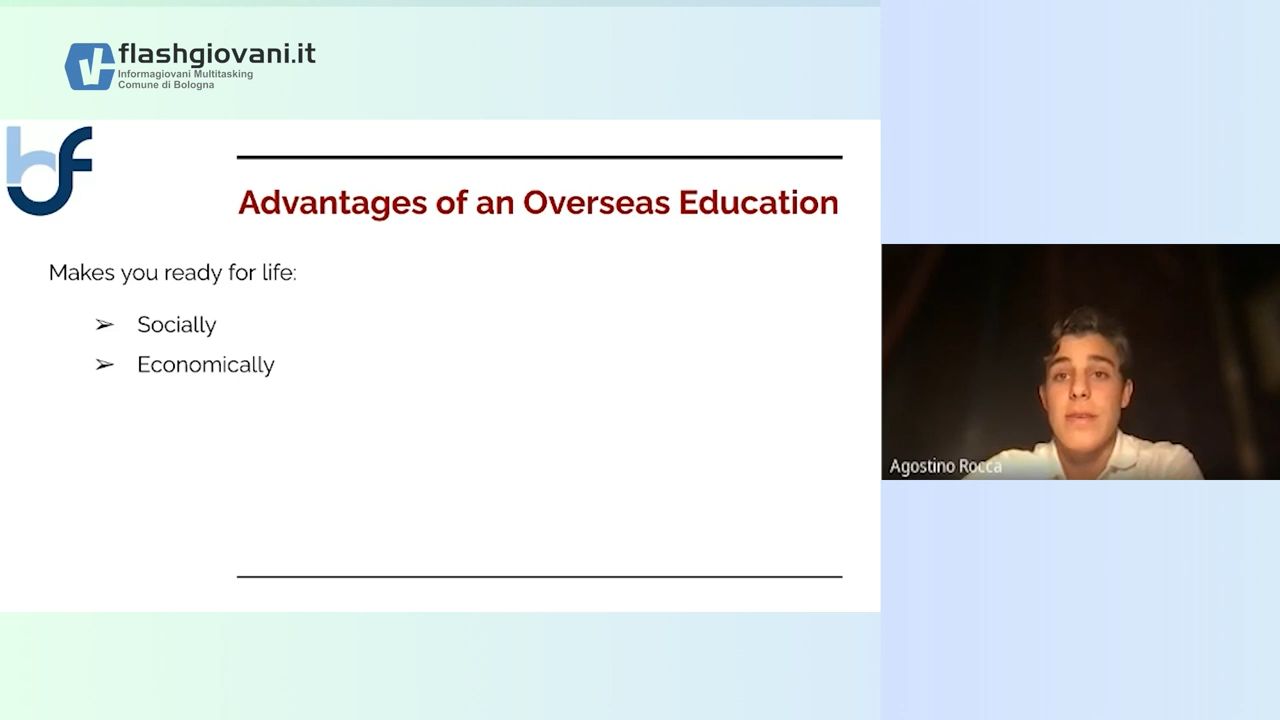 flashgiovani.it
Informagiovani Multitasking
Comune di Bologna
bf
Advantages of an Overseas Education
Makes you ready for life:
➢ Socially
➢ Economically
Agostino Rocca